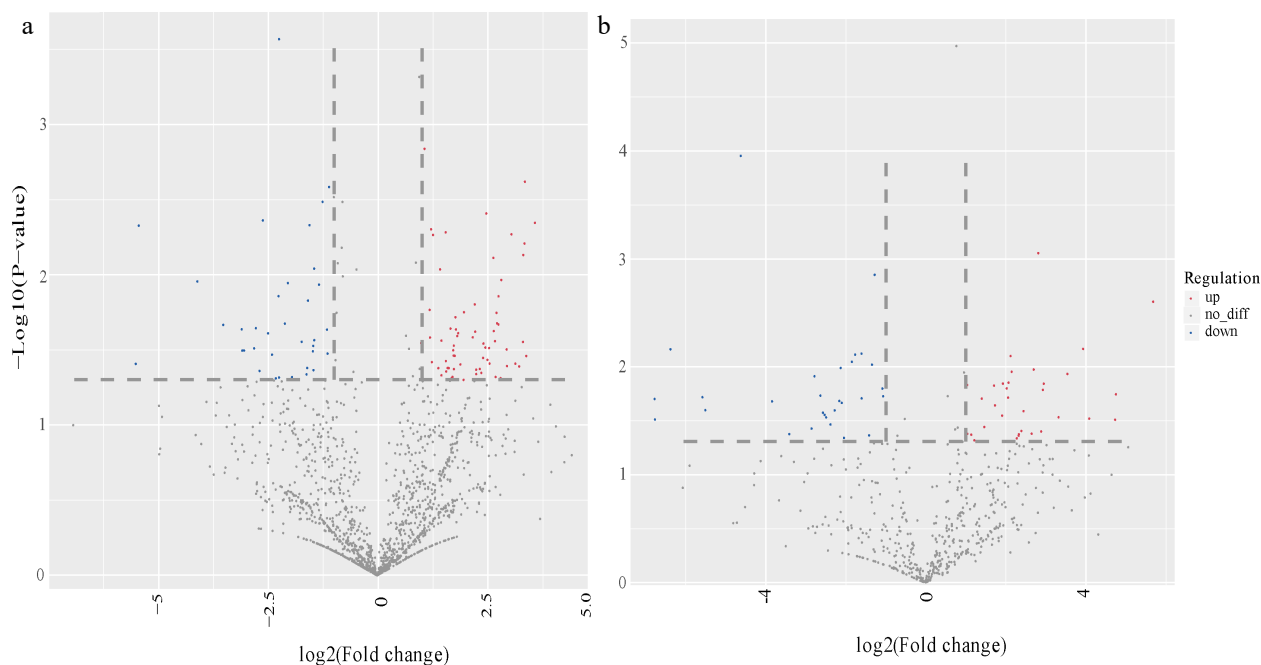 a
b
−Log10(P−value)
3
2
1
0
−5
−2.5
0
2.5
5.0
log2(Fold change)
5
4
3
2
1
0
−4
0
4
log2(Fold change)
Regulation
up
no_diff
down